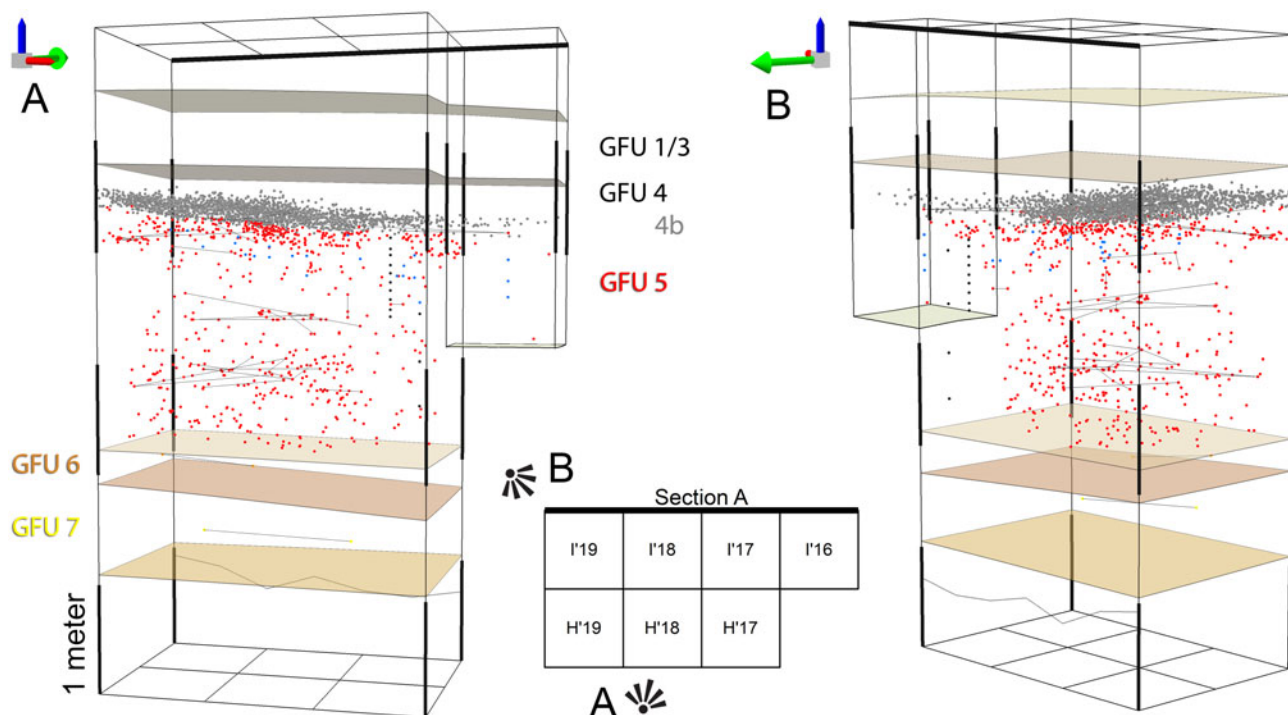 A
B
GFU 1/3
GFU 4
4b
GFU 5
GFU 6
GFU 7
1 meter
B
Section A
I'19 I'18 I'17 I'16
H'19 H'18 H'17
A